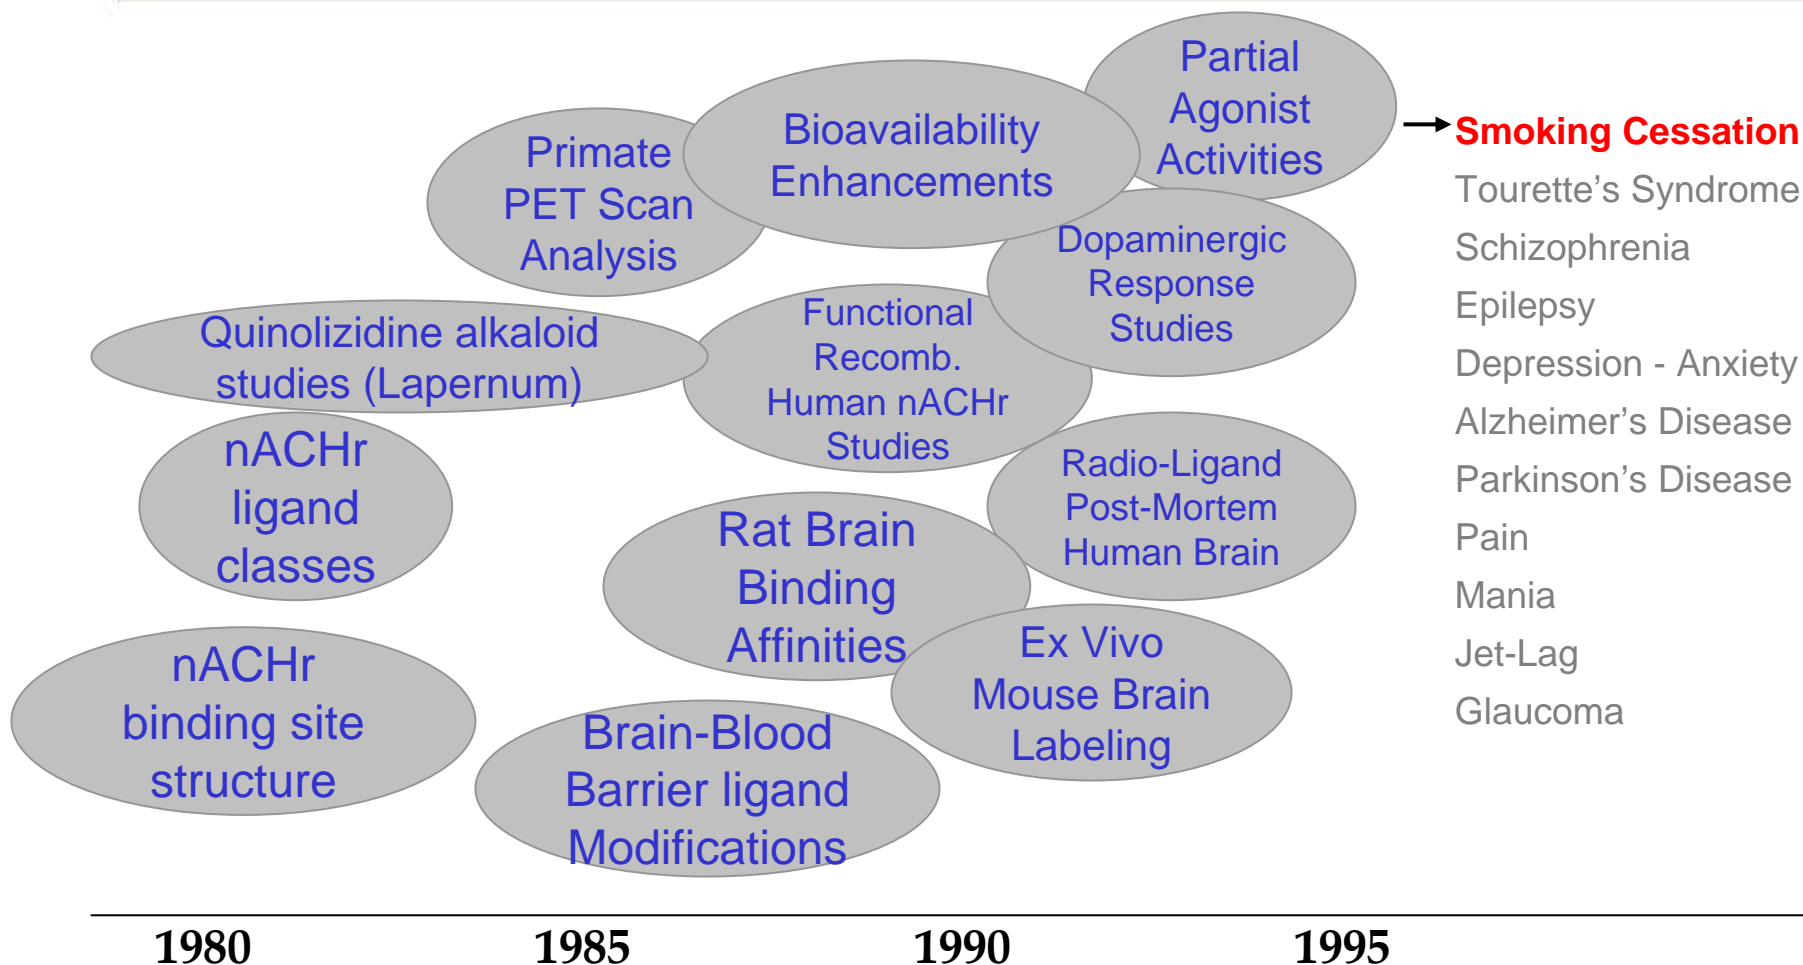 Partial
Agonist
Activities
Bioavailability
Enhancements
Primate
PET Scan
Analysis
Dopaminergic
Response
Studies
Quinolizidine alkaloid
studies (Lapernum)
Functional
Recomb.
Human nACHr
Studies
nACHr
ligand
classes
Radio-Ligand
Post-Mortem
Human Brain
Rat Brain
Binding
Affinities
nACHr
binding site
structure
Ex Vivo
Mouse Brain
Labeling
Brain-Blood
Barrier ligand
Modifications
Smoking Cessation
Tourette’s Syndrome
Schizophrenia
Epilepsy
Depression - Anxiety
Alzheimer’s Disease
Parkinson’s Disease
Pain
Mania
Jet-Lag
Glaucoma
1980 1985 1990 1995